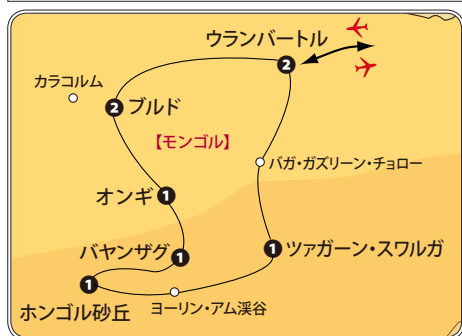 ウランバートル
2
カラコルム
2 ブルド
【モンゴル】
バガ・ガズリーン・チョロー
オンギ 1
バヤンザグ 1
1 ツァガーン・スワルガ
1
ホンゴル砂丘
ヨーリン・アム渓谷